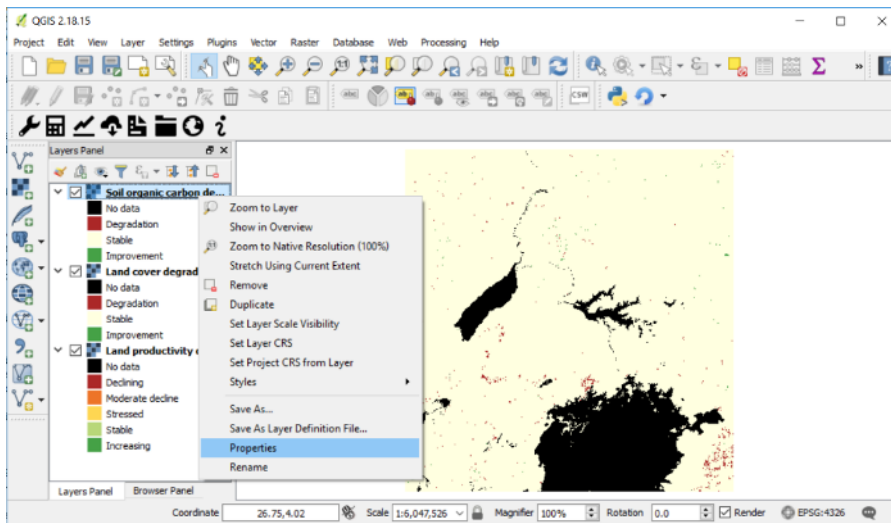 QGIS 2.18.15
Project Edit View Layer Settings Plugins Vector Raster Database Web Processing Help
CSW
Layers Panel
Soil organic carbon de...
No data
Degradation
Stable
Improvement
Land cover degrad
No data
Degradation
Stable
Improvement
Land productivity
No data
Declining
Moderate decline
Stressed
Stable
Increasing
Zoom to Layer
Show in Overview
Zoom to Native Resolution (100%)
Stretch Using Current Extent
Remove
Duplicate
Set Layer Scale Visibility
Set Layer CRS
Set Project CRS from Layer
Styles
Save As...
Save As Layer Definition File...
Properties
Rename
Layers Panel Browser Panel
Coordinate 26.75,4.02 Scale 1:6,047,526 Magnifier 100% Rotation 0.0 Render EPSG:4326